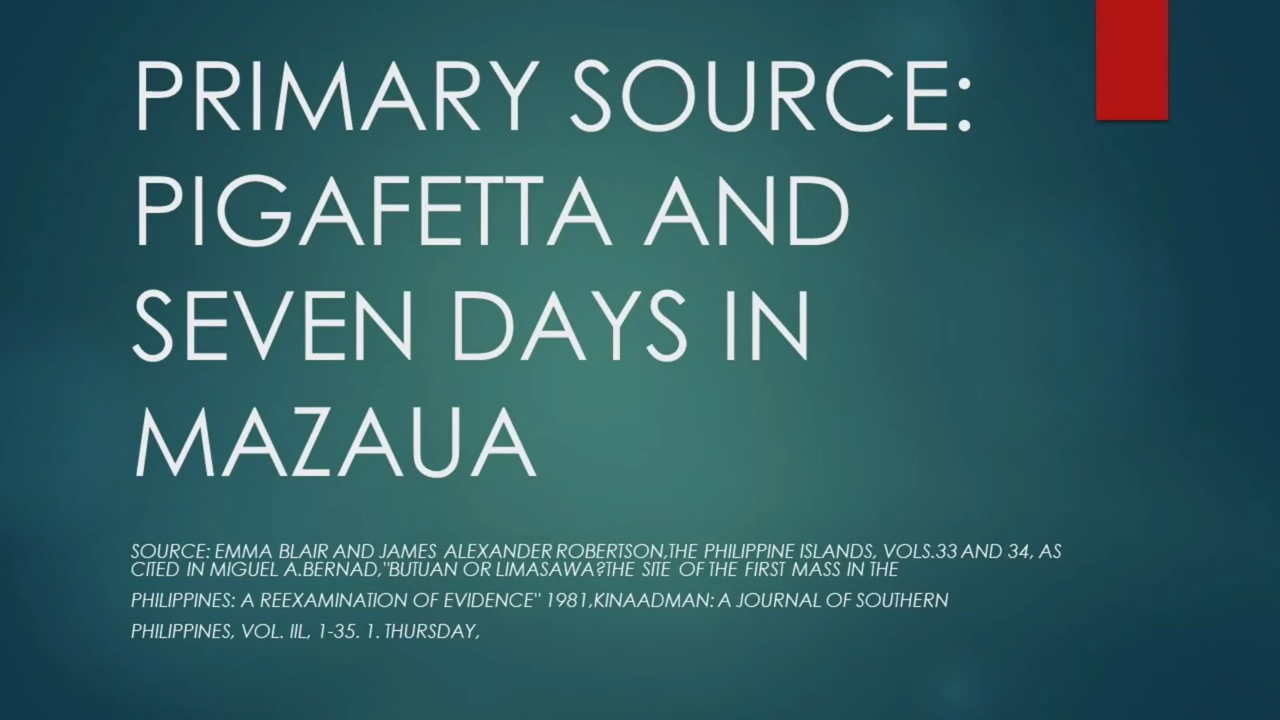 PRIMARY SOURCE:
PIGAFETTA AND
SEVEN DAYS IN
MAZAUA
SOURCE: EMMA BLAIR AND JAMES ALEXANDER ROBERTSON,THE PHILIPPINE ISLANDS, VOLS.33 AND 34, AS
CITED IN MIGUEL A.BERNAD,"BUTUAN OR LIMASAWA?THE SITE OF THE FIRST MASS IN THE
PHILIPPINES: A REEXAMINATION OF EVIDENCE" 1981,KINAADMAN: A JOURNAL OF SOUTHERN
PHILIPPINES, VOL. IIL, 1-35. 1. THURSDAY,